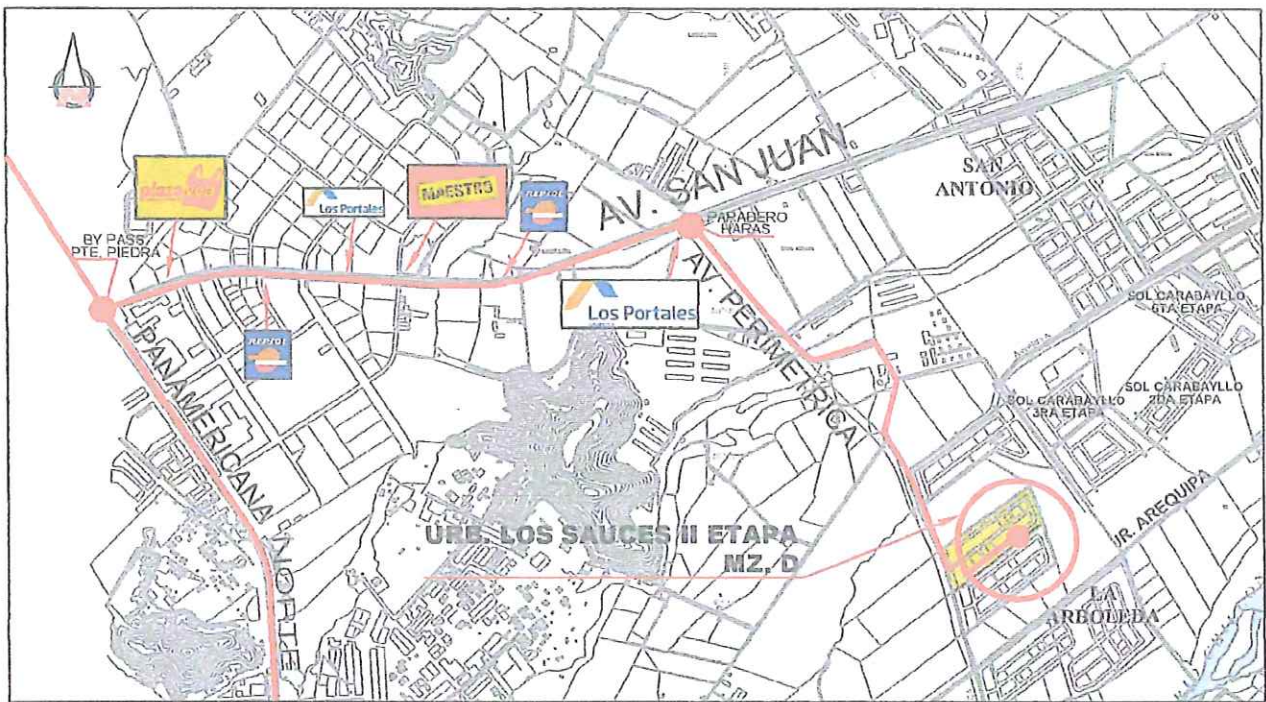 AV. SAN JUAN
SAN
ANTONIO
MAESTRO
REPSOL
Los Portales
PARADERO
HARAS
BY PASS
PTE. PIEDRA
AV. PERIMETRICA
Los Portales
SOL CARABAYLLO
6TA ETAPA
REPSOL
SOL CARABAYLLO
2DA ETAPA
SOL CARABAYLLO
3RA ETAPA
PANAMERICANA NORTE
JR. AREQUIPA
URB. LOS SAUCES II ETAPA
MZ, D
LA
ARBOLEDA